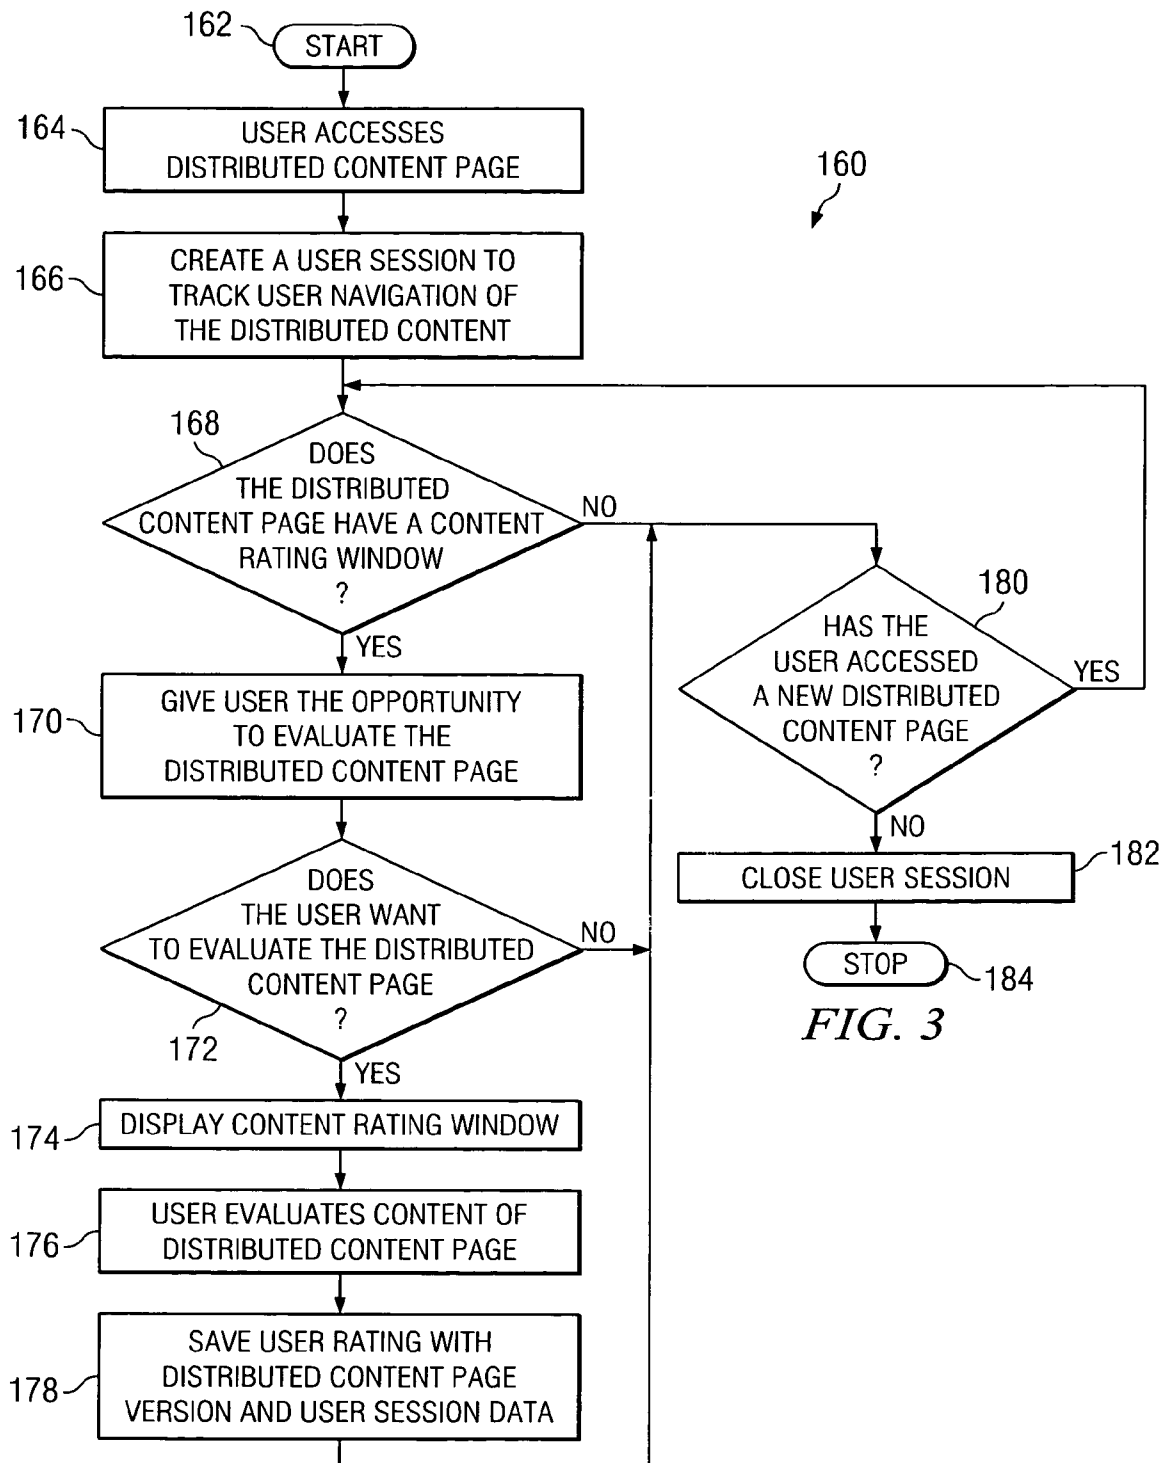 162
START
164
USER ACCESSES
DISTRIBUTED CONTENT PAGE
160
166
CREATE A USER SESSION TO
TRACK USER NAVIGATION OF
THE DISTRIBUTED CONTENT
168
DOES
THE DISTRIBUTED
CONTENT PAGE HAVE A CONTENT
RATING WINDOW
?
NO
YES
170
GIVE USER THE OPPORTUNITY
TO EVALUATE THE
DISTRIBUTED CONTENT PAGE
172
DOES
THE USER WANT
TO EVALUATE THE DISTRIBUTED
CONTENT PAGE
?
NO
YES
174
DISPLAY CONTENT RATING WINDOW
176
USER EVALUATES CONTENT OF
DISTRIBUTED CONTENT PAGE
178
SAVE USER RATING WITH
DISTRIBUTED CONTENT PAGE
VERSION AND USER SESSION DATA
180
HAS THE
USER ACCESSED
A NEW DISTRIBUTED
CONTENT PAGE
?
YES
NO
182
CLOSE USER SESSION
STOP
184
FIG. 3